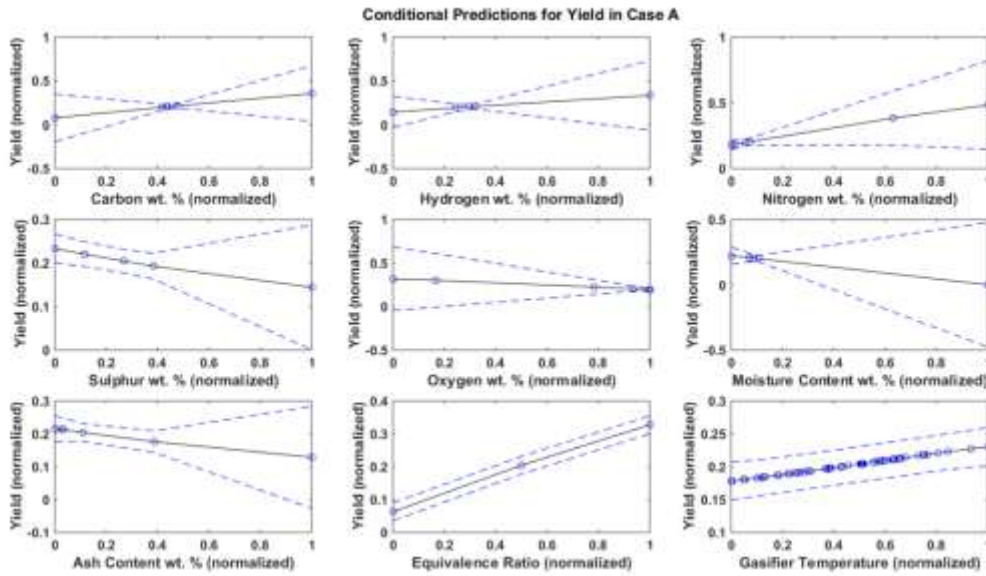 Conditional Predictions for Yield in Case A
1
0.5
0
-0.5
Yield (normalized)
0 0.2 0.4 0.6 0.8 1
Carbon wt. % (normalized)
1
0.5
0
-0.5
Yield (normalized)
0 0.2 0.4 0.6 0.8 1
Hydrogen wt. % (normalized)
1
0.5
0
Yield (normalized)
0 0.2 0.4 0.6 0.8 1
Nitrogen wt. % (normalized)
0.3
0.2
0.1
0
Yield (normalized)
0 0.2 0.4 0.6 0.8 1
Sulphur wt. % (normalized)
1
0.5
0
-0.5
Yield (normalized)
0 0.2 0.4 0.6 0.8 1
Oxygen wt. % (normalized)
0.5
0
-0.5
Yield (normalized)
0 0.2 0.4 0.6 0.8 1
Moisture Content wt. % (normalized)
0.3
0.2
0.1
0
-0.1
Yield (normalized)
0 0.2 0.4 0.6 0.8 1
Ash Content wt. % (normalized)
0.4
0.3
0.2
0.1
0
Yield (normalized)
0 0.2 0.4 0.6 0.8 1
Equivalence Ratio (normalized)
0.3
0.25
0.2
0.15
0.1
Yield (normalized)
0 0.2 0.4 0.6 0.8 1
Gasifier Temperature (normalized)